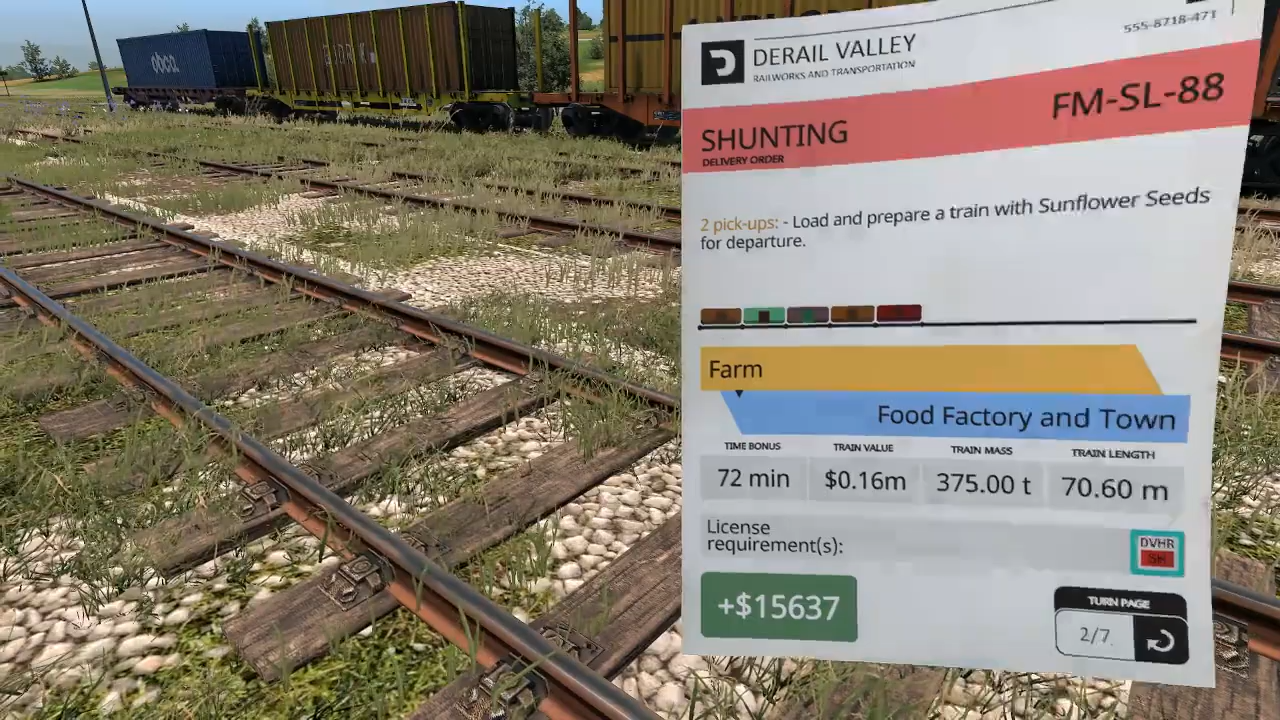 555-8718-471
DERAIL VALLEY
RAILWORKS AND TRANSPORTATION
FM-SL-88
SHUNTING
DELIVERY ORDER
2 pick-ups: - Load and prepare a train with Sunflower Seeds
for departure.
Farm
Food Factory and Town
TIME BONUS TRAIN VALUE TRAIN MASS TRAIN LENGTH
72 min $0.16m 375.00 t 70.60 m
License
requirement(s):
DVHR
SH
+$15637
TURN PAGE
2/7